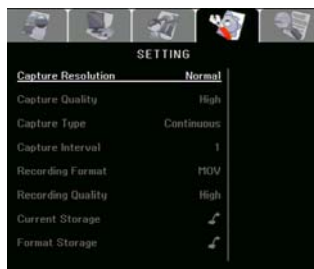 SETTING
Capture Resolution Normal
Capture Quality High
Capture Type Continuous
Capture Interval 1
Recording Format MOV
Recording Quality High
Current Storage
Format Storage